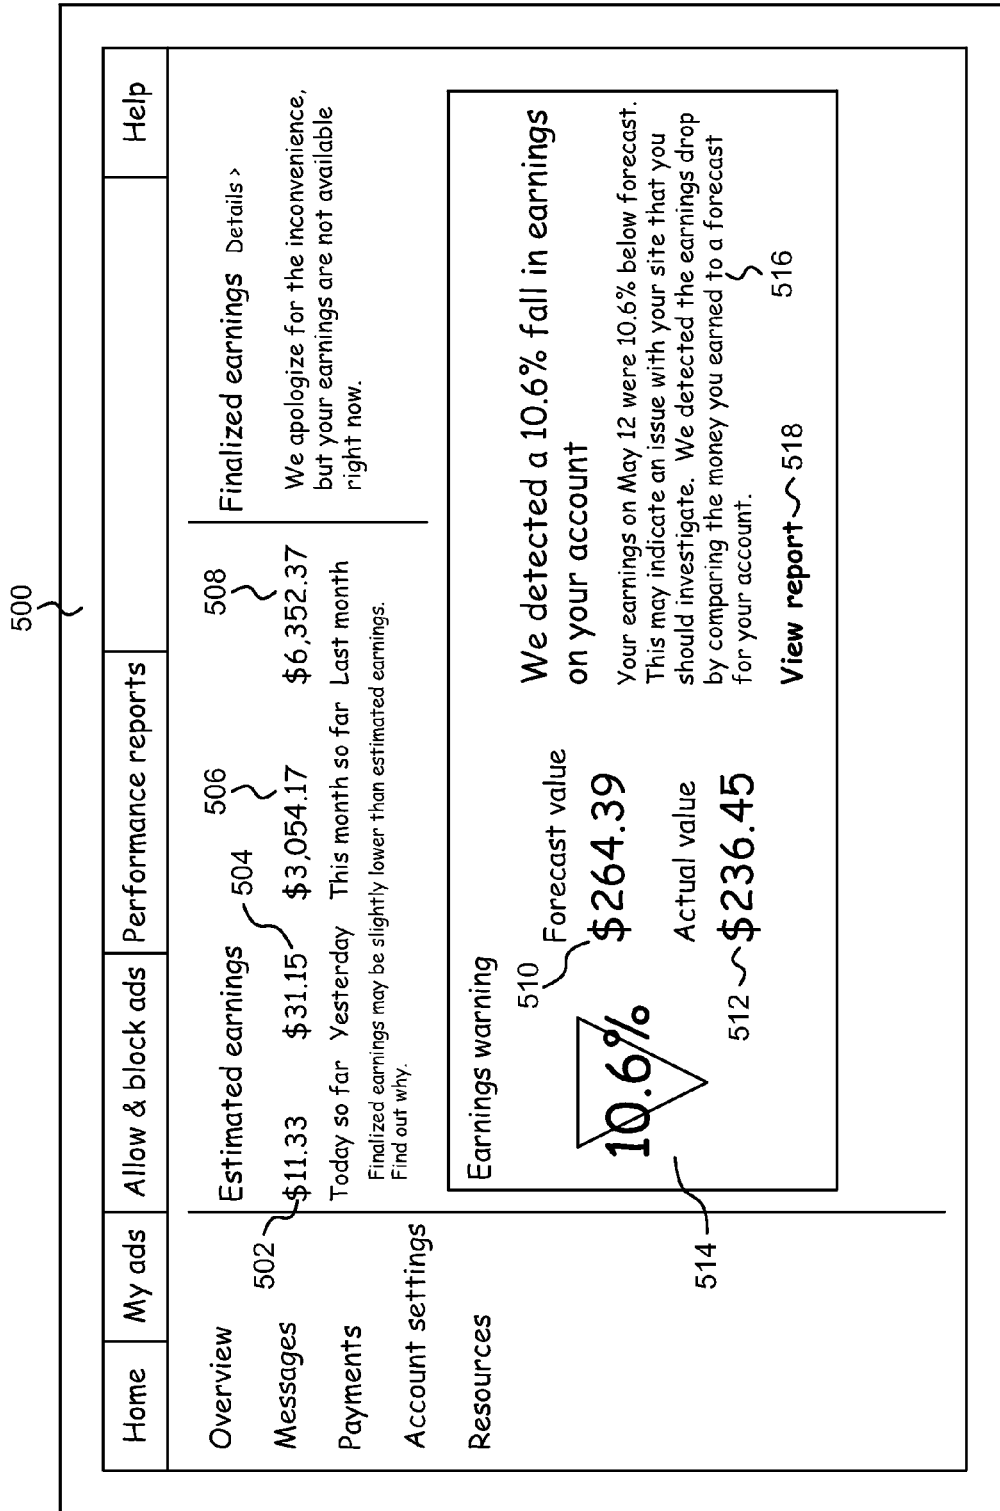 500
Home
My ads
Allow & block ads
Performance reports
Help
Overview
Messages
Payments
Account settings
Resources
Estimated earnings
504
506
508
502
$11.33
$31.15
$3,054.17
$6,352.37
Today so far
Yesterday
This month so far
Last month
Finalized earnings may be slightly lower than estimated earnings.
Find out why.
Finalized earnings Details >
We apologize for the inconvenience,
but your earnings are not available
right now.
Earnings warning
510
10.6%
514
Forecast value
$264.39
Actual value
512
$236.45
We detected a 10.6% fall in earnings
on your account
Your earnings on May 12 were 10.6% below forecast.
This may indicate an issue with your site that you
should investigate. We detected the earnings drop
by comparing the money you earned to a forecast
for your account.
516
View report
518